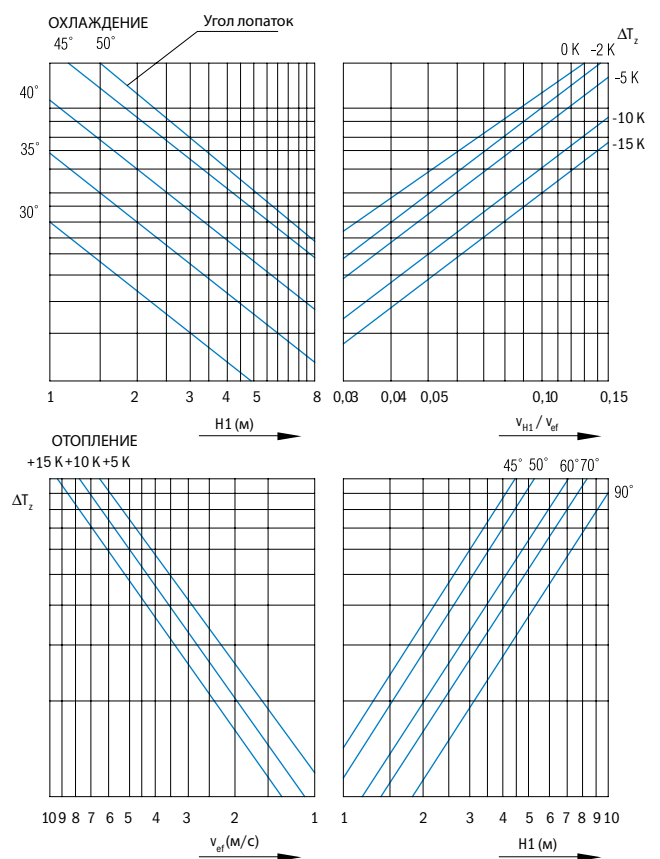 ОХЛАЖДЕНИЕ
Угол лопаток
45° 50°
40°
35°
30°
1 2 3 4 5 8
H1 (м)
ΔTz
0 K -2 K
-5 K
-10 K
-15 K
0,03 0,04 0,05 0,10 0,15
vH1 / vef
ОТОПЛЕНИЕ
+15 K +10 K +5 K
ΔTz
10 9 8 7 6 5 4 3 2 1
vef (м/с)
45° 50° 60° 70°
90°
1 2 3 4 5 6 7 8 9 10
H1 (м)